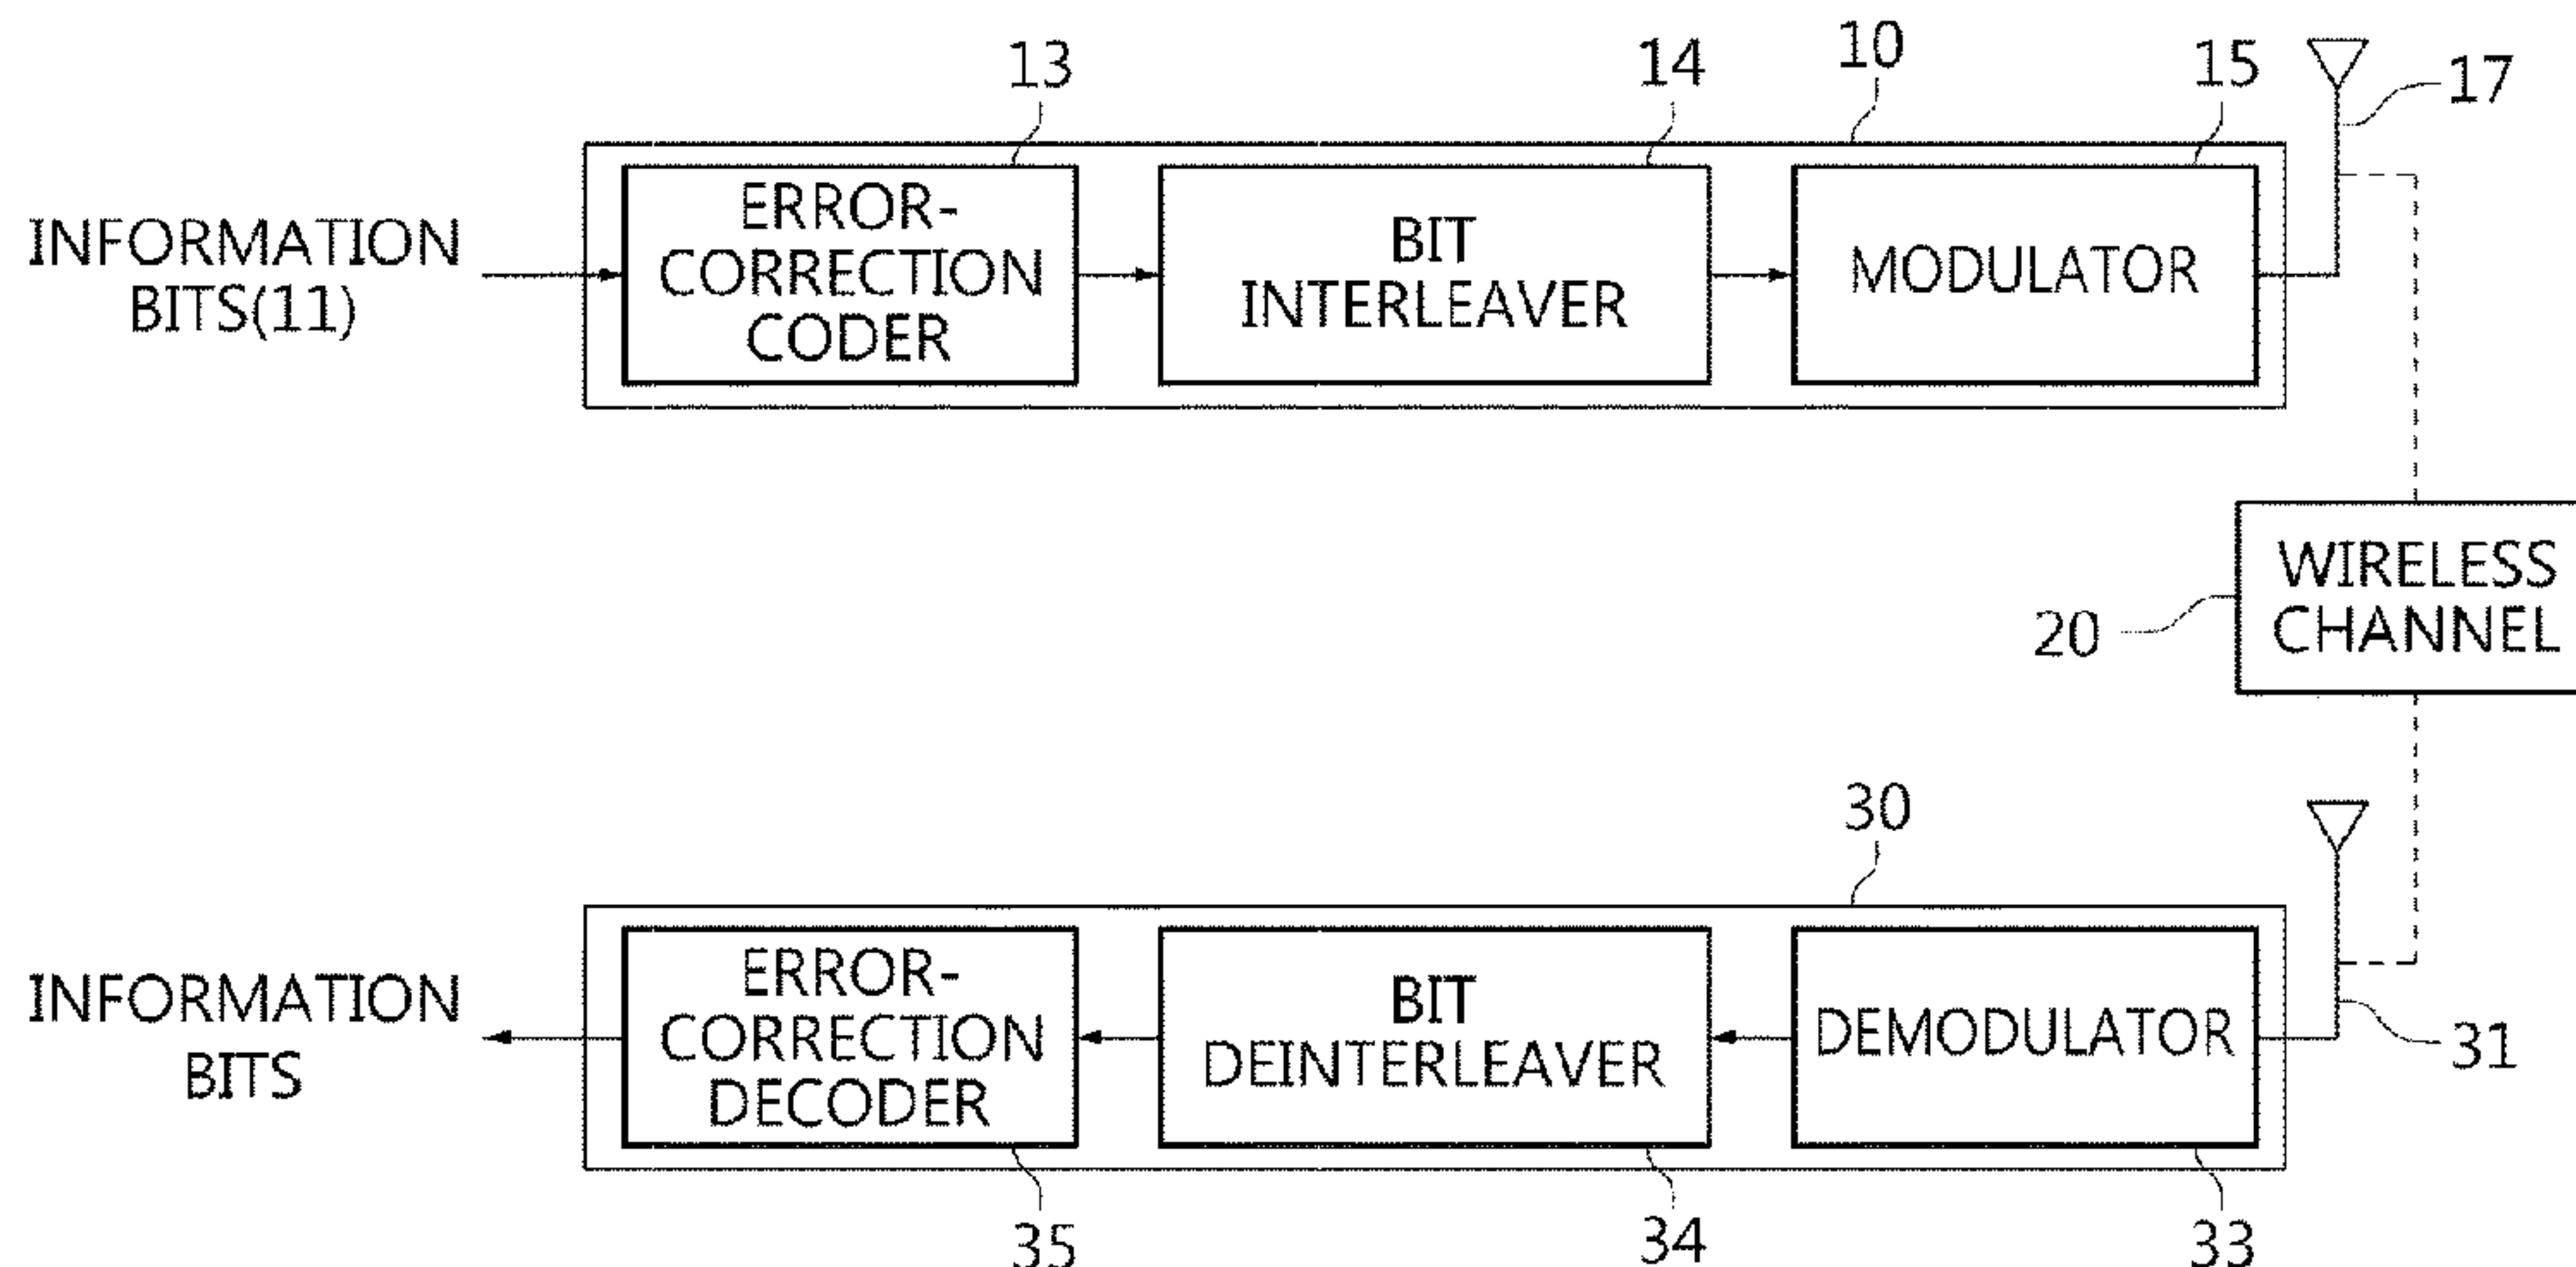 13
14
10
15
17
INFORMATION
BITS(11)
ERROR-
CORRECTION
CODER
BIT
INTERLEAVER
MODULATOR
WIRELESS
CHANNEL
20
30
INFORMATION
BITS
ERROR-
CORRECTION
DECODER
BIT
DEINTERLEAVER
DEMODULATOR
31
35
34
33